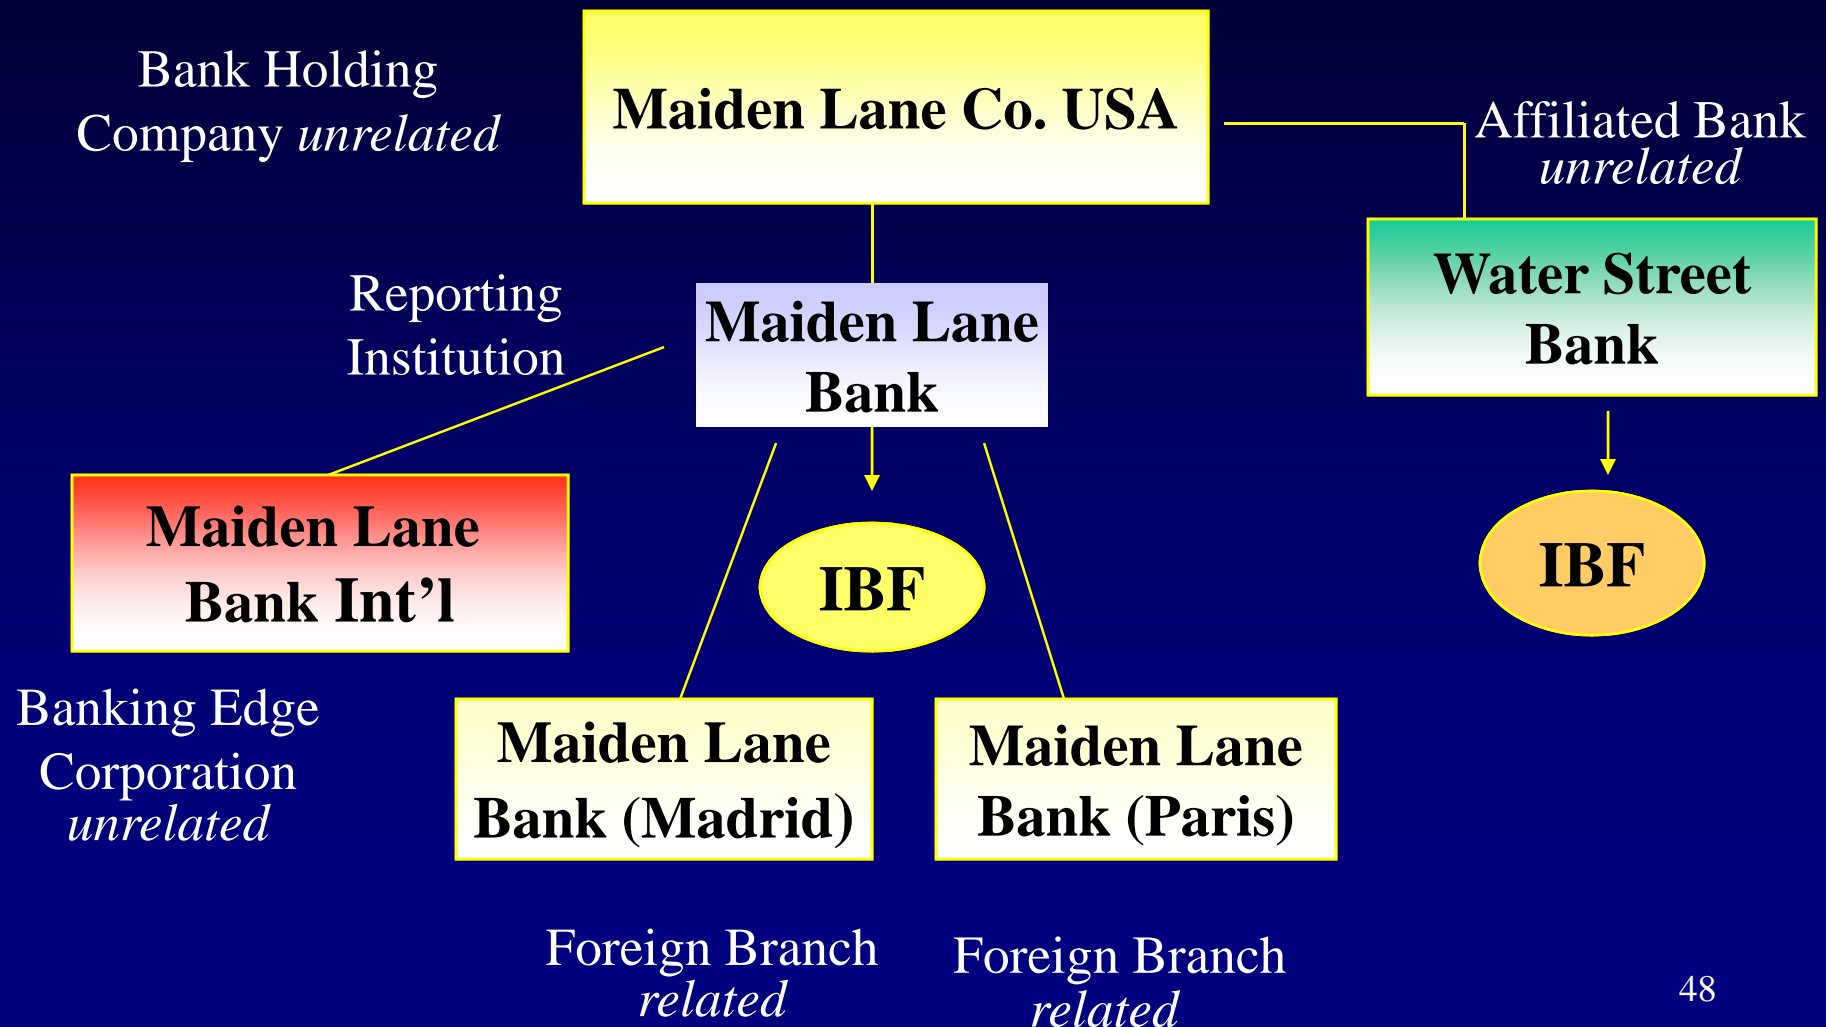 Bank Holding
Company unrelated
Maiden Lane Co. USA
Affiliated Bank
unrelated
Reporting
Institution
Maiden Lane
Bank
Water Street
Bank
Maiden Lane
Bank Int’l
IBF
IBF
Banking Edge
Corporation
unrelated
Maiden Lane
Bank (Madrid)
Maiden Lane
Bank (Paris)
Foreign Branch
related
Foreign Branch
related
48